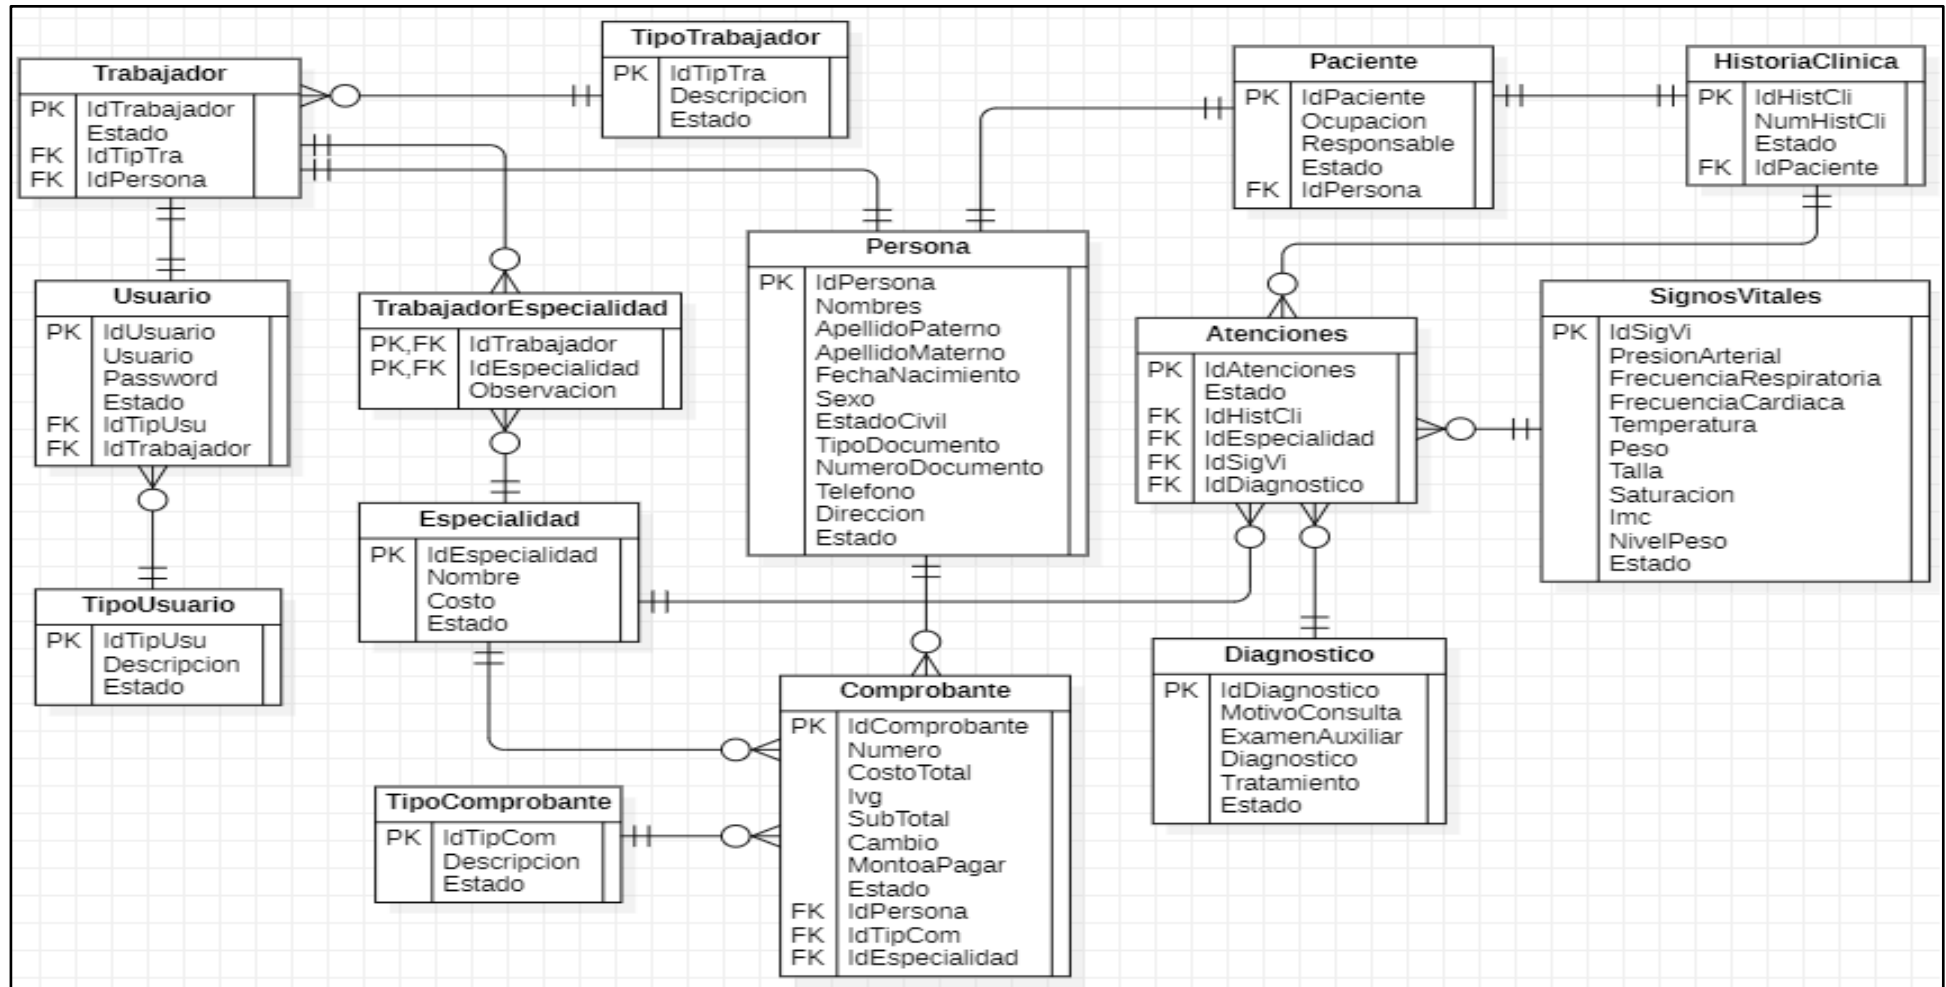 TipoTrabajador
PK IdTipTra
Descripcion
Estado
Trabajador
PK IdTrabajador
Estado
FK IdTipTra
FK IdPersona
Paciente
PK IdPaciente
Ocupacion
Responsable
Estado
FK IdPersona
HistoriaClinica
PK IdHistCli
NumHistCli
Estado
FK IdPaciente
Persona
PK IdPersona
Nombres
ApellidoPaterno
ApellidoMaterno
FechaNacimiento
Sexo
EstadoCivil
TipoDocumento
NumeroDocumento
Telefono
Direccion
Estado
Usuario
PK IdUsuario
Usuario
Password
Estado
FK IdTipUsu
FK IdTrabajador
TrabajadorEspecialidad
PK,FK IdTrabajador
PK,FK IdEspecialidad
Observacion
Atenciones
PK IdAtenciones
Estado
FK IdHistCli
FK IdEspecialidad
FK IdSigVi
FK IdDiagnostico
SignosVitales
PK IdSigVi
PresionArterial
FrecuenciaRespiratoria
FrecuenciaCardiaca
Temperatura
Peso
Talla
Saturacion
Imc
NivelPeso
Estado
Especialidad
PK IdEspecialidad
Nombre
Costo
Estado
TipoUsuario
PK IdTipUsu
Descripcion
Estado
Diagnostico
PK IdDiagnostico
MotivoConsulta
ExamenAuxiliar
Diagnostico
Tratamiento
Estado
Comprobante
PK IdComprobante
Numero
CostoTotal
Ivg
SubTotal
Cambio
MontoaPagar
Estado
FK IdPersona
FK IdTipCom
FK IdEspecialidad
TipoComprobante
PK IdTipCom
Descripcion
Estado